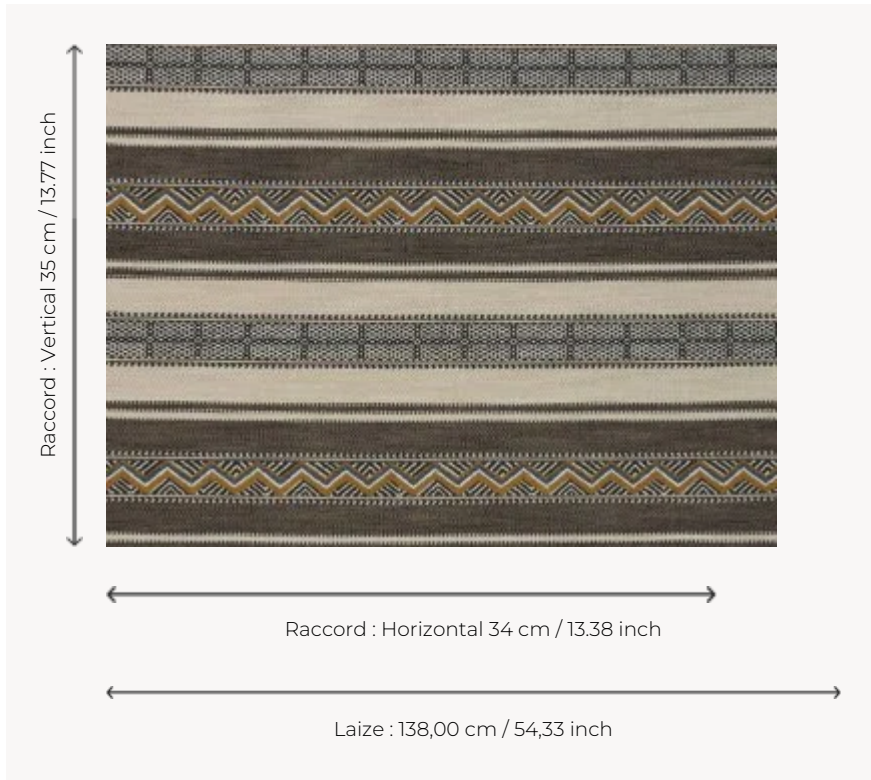 Raccord : Vertical 35 cm / 13.77 inch
Raccord : Horizontal 34 cm / 13.38 inch
Laize : 138,00 cm / 54,33 inch